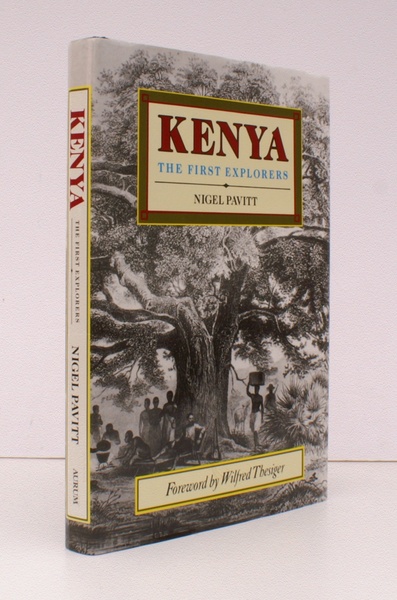 KENYA
THE FIRST EXPLORERS
NIGEL PAVITT
Foreword by Wilfred Thesiger
KENYA
THE FIRST EXPLORERS
NIGEL PAVITT
AURUM